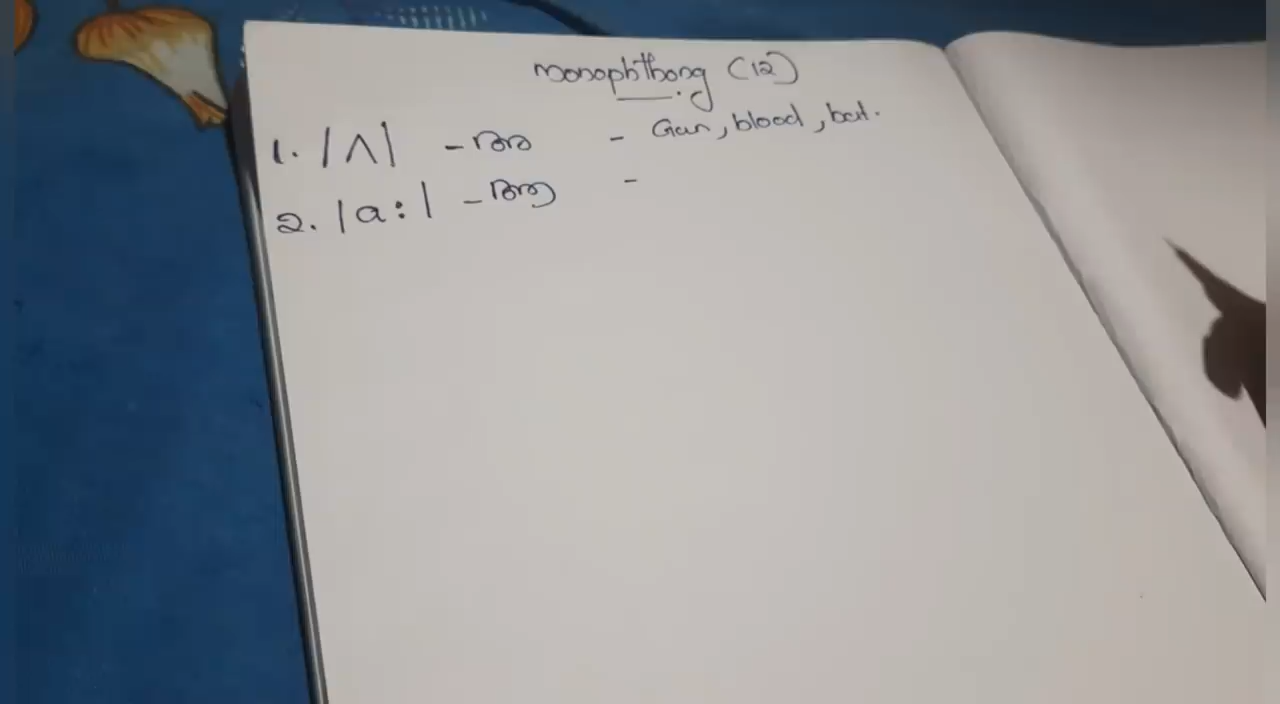 Monophthong (12)
1. /ʌ/ - അ - Gun, blood, but.
2. /a:/ - ആ -